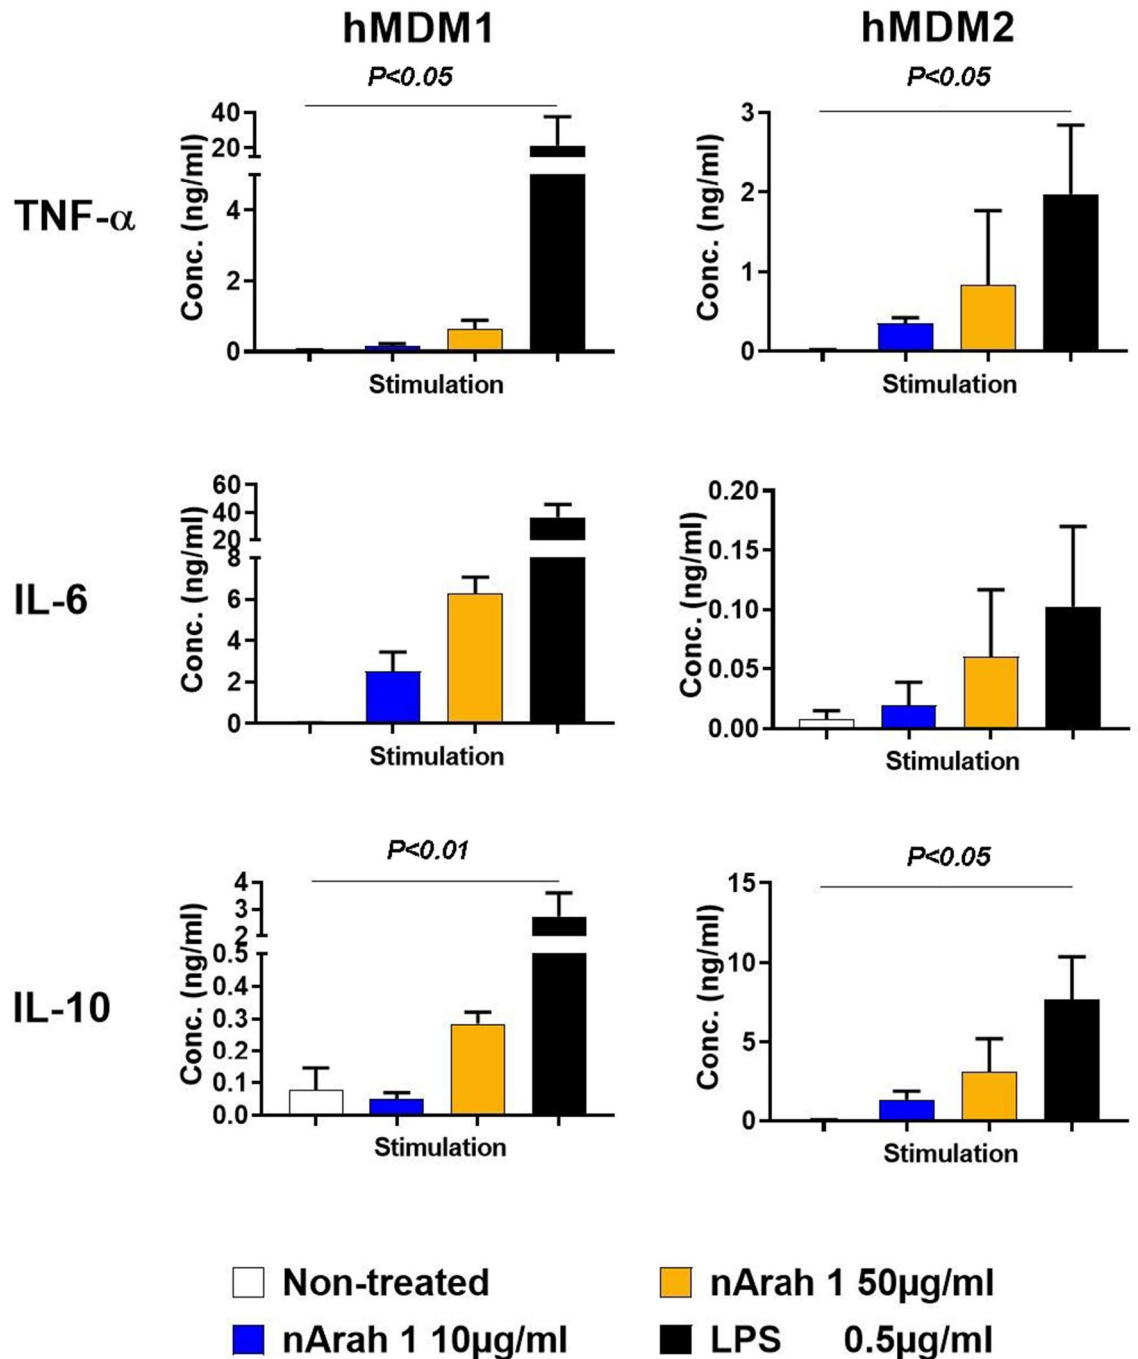 hMDM1 hMDM2
P<0.05 P<0.05
TNF-α
Conc. (ng/ml)
40
20
4
2
0
Stimulation
Conc. (ng/ml)
3
2
1
0
Stimulation
IL-6
Conc. (ng/ml)
60
40
20
8
6
4
2
0
Stimulation
Conc. (ng/ml)
0.20
0.15
0.10
0.05
0.00
Stimulation
P<0.01 P<0.05
IL-10
Conc. (ng/ml)
4
3
2
0.5
0.4
0.3
0.2
0.1
0.0
Stimulation
Conc. (ng/ml)
15
10
5
0
Stimulation
Non-treated nArah 1 50µg/ml
nArah 1 10µg/ml LPS 0.5µg/ml